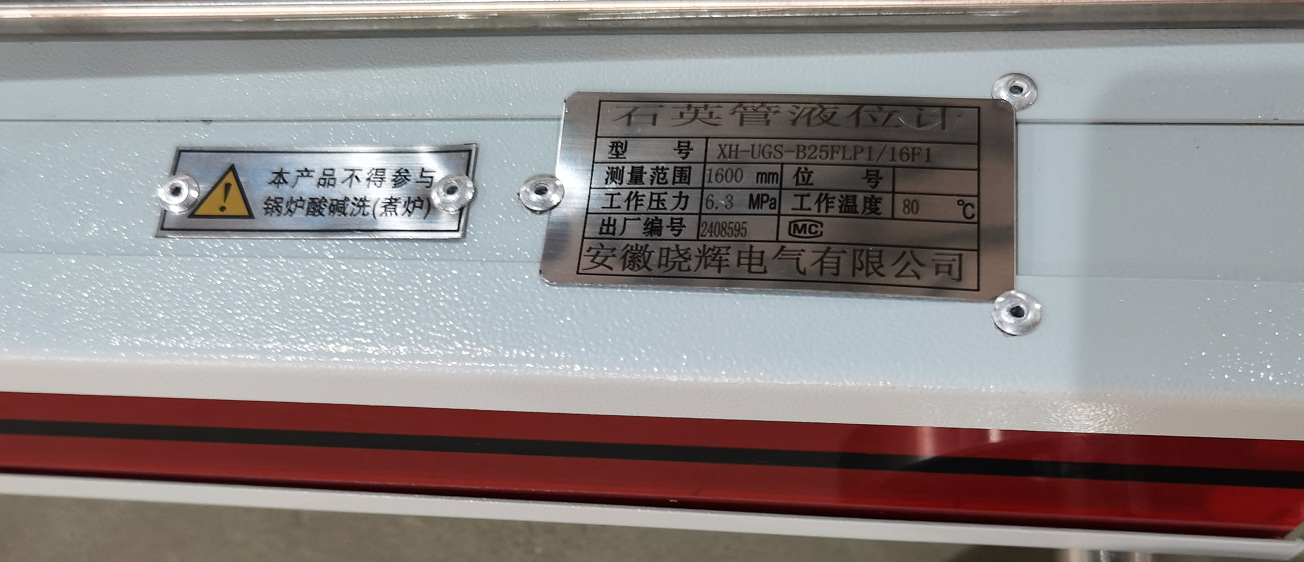 本产品不得参与
锅炉酸碱洗(煮炉)
石英管液位计
型 号 XH-UGS-B25FLP1/16F1
测量范围 1600 mm 位 号
工作压力 6.3 MPa 工作温度 80 ℃
出厂编号 2408595 MC
安徽晓辉电气有限公司